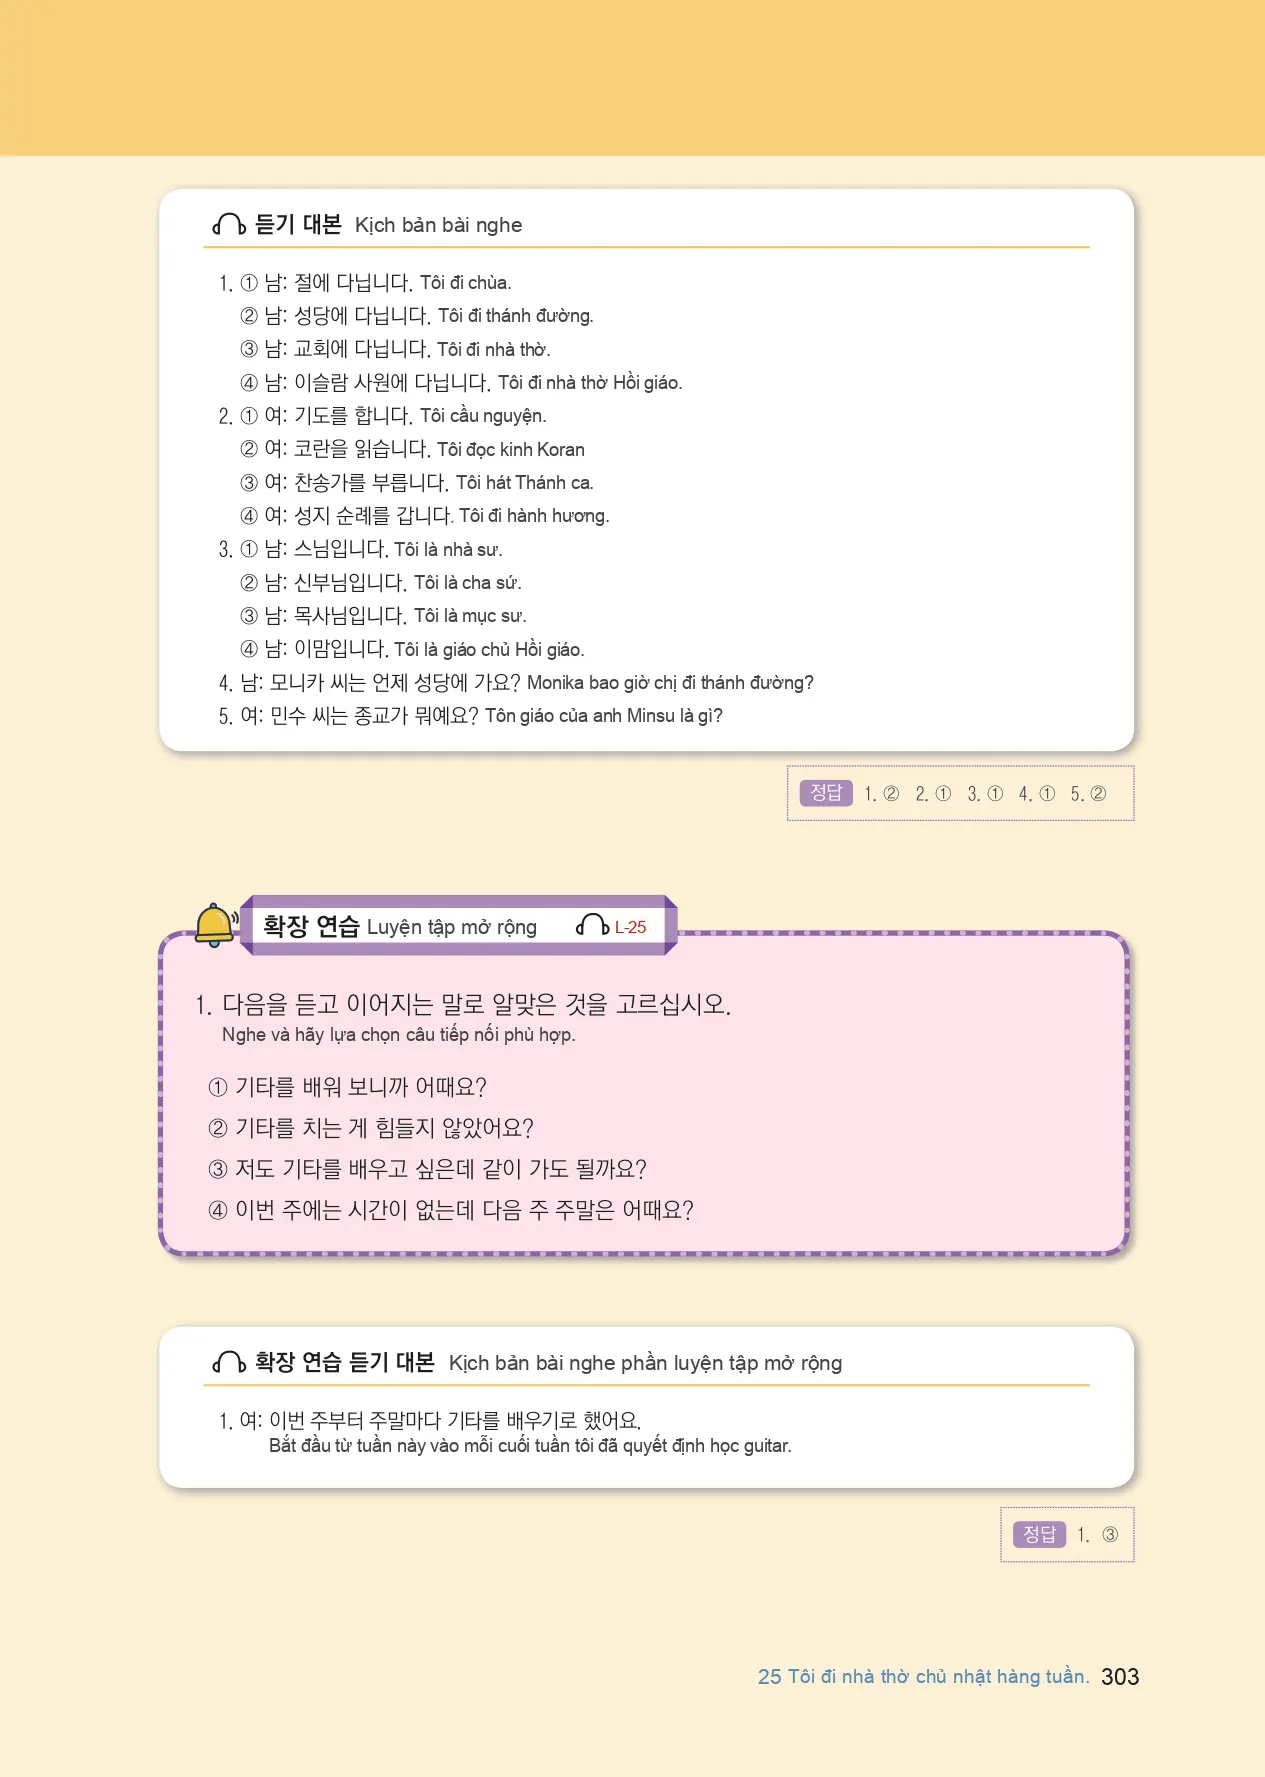 듣기 대본 Kịch bản bài nghe
1. ① 남: 절에 다닙니다. Tôi đi chùa.
② 남: 성당에 다닙니다. Tôi đi thánh đường.
③ 남: 교회에 다닙니다. Tôi đi nhà thờ.
④ 남: 이슬람 사원에 다닙니다. Tôi đi nhà thờ Hồi giáo.
2. ① 여: 기도를 합니다. Tôi cầu nguyện.
② 여: 코란을 읽습니다. Tôi đọc kinh Koran
③ 여: 찬송가를 부릅니다. Tôi hát Thánh ca.
④ 여: 성지 순례를 갑니다. Tôi đi hành hương.
3. ① 남: 스님입니다. Tôi là nhà sư.
② 남: 신부님입니다. Tôi là cha sứ.
③ 남: 목사님입니다. Tôi là mục sư.
④ 남: 이맘입니다. Tôi là giáo chủ Hồi giáo.
4. 남: 모니카 씨는 언제 성당에 가요? Monika bao giờ chị đi thánh đường?
5. 여: 민수 씨는 종교가 뭐예요? Tôn giáo của anh Minsu là gì?
정답 1. ② 2. ① 3. ① 4. ① 5. ②
확장 연습 Luyện tập mở rộng L-25
1. 다음을 듣고 이어지는 말로 알맞은 것을 고르십시오.
Nghe và hãy lựa chọn câu tiếp nối phù hợp.
① 기타를 배워 보니까 어때요?
② 기타를 치는 게 힘들지 않았어요?
③ 저도 기타를 배우고 싶은데 같이 가도 될까요?
④ 이번 주에는 시간이 없는데 다음 주 주말은 어때요?
확장 연습 듣기 대본 Kịch bản bài nghe phần luyện tập mở rộng
1. 여: 이번 주부터 주말마다 기타를 배우기로 했어요.
Bắt đầu từ tuần này vào mỗi cuối tuần tôi đã quyết định học guitar.
정답 1. ③
25 Tôi đi nhà thờ chủ nhật hàng tuần. 303